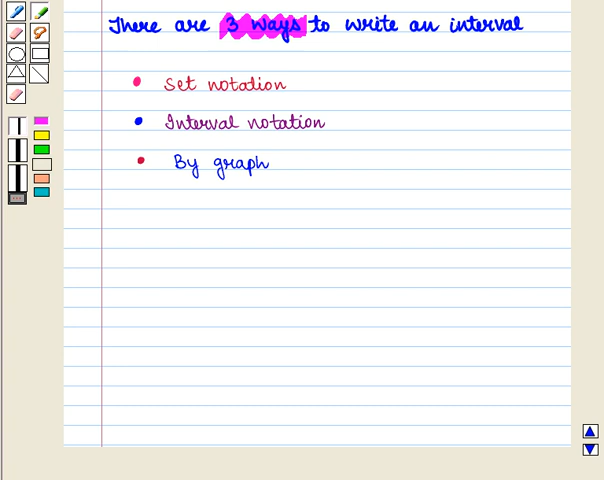 There are 3 ways to write an interval
Set notation
Interval notation
By graph